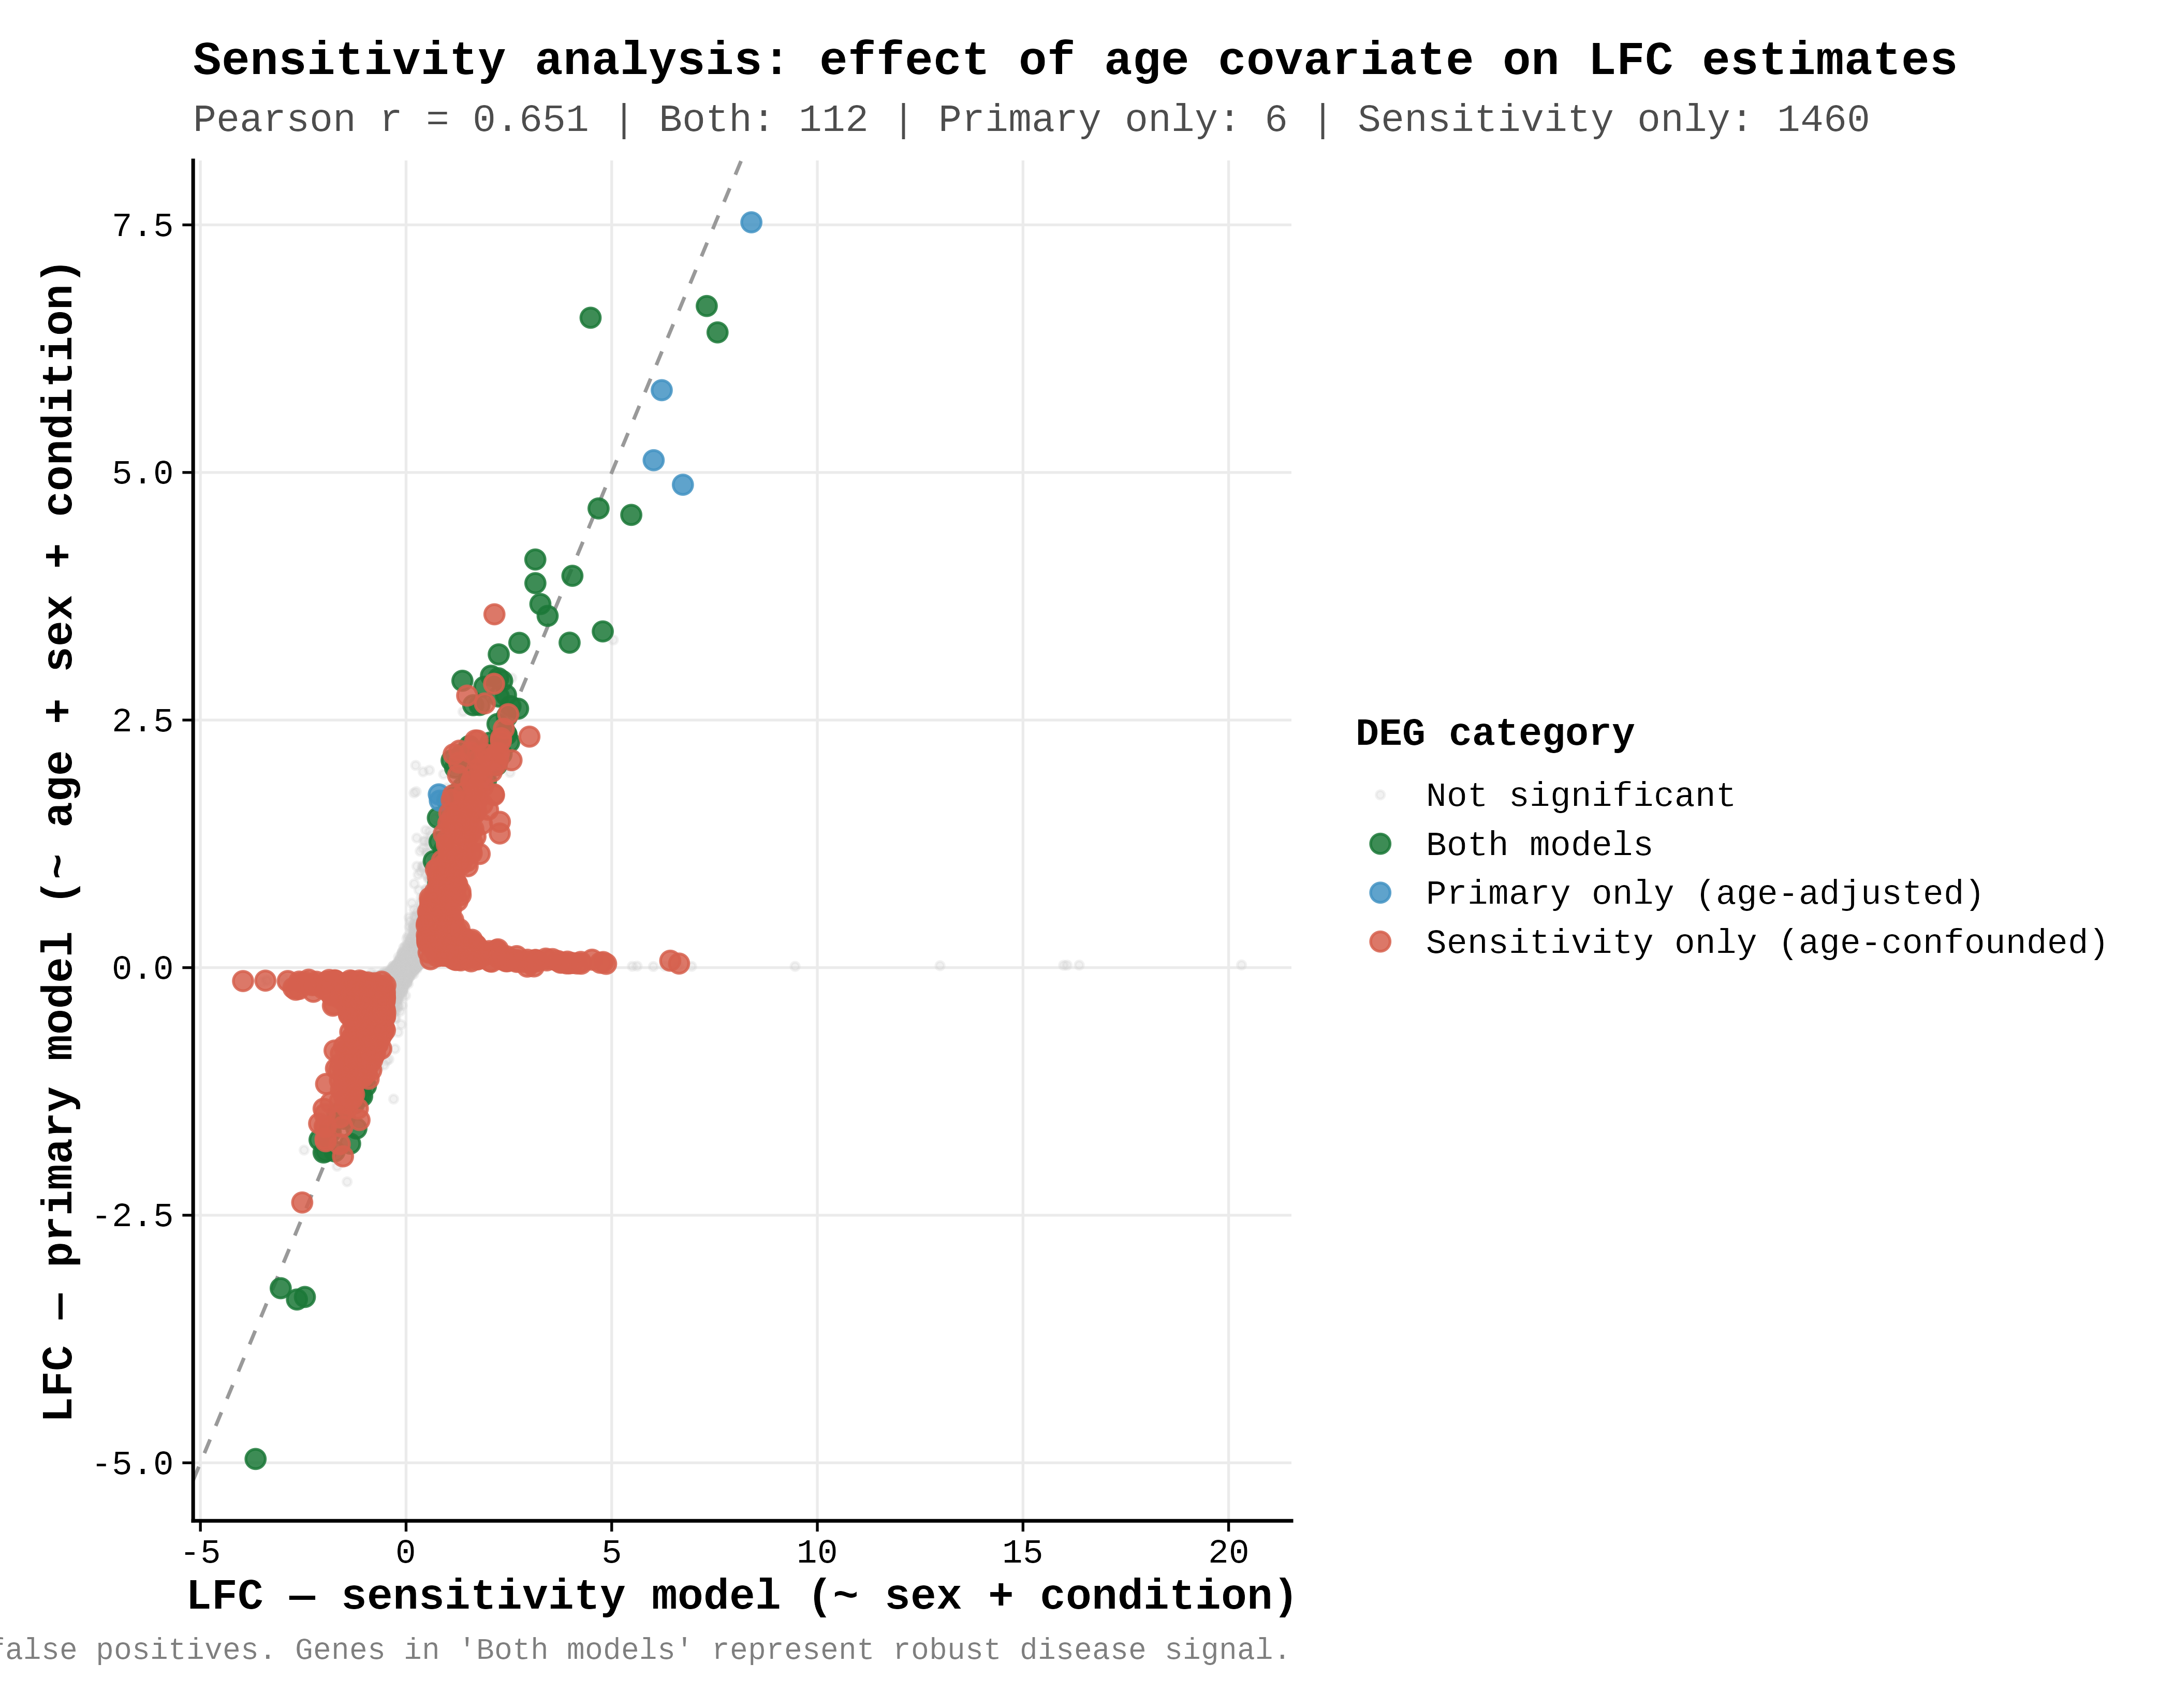 Sensitivity analysis: effect of age covariate on LFC estimates
Pearson r = 0.651 | Both: 112 | Primary only: 6 | Sensitivity only: 1460
LFC — primary model (~ age + sex + condition)
7.5
5.0
2.5
0.0
-2.5
-5.0
-5
0
5
10
15
20
LFC — sensitivity model (~ sex + condition)
DEG category
Not significant
Both models
Primary only (age-adjusted)
Sensitivity only (age-confounded)
false positives. Genes in 'Both models' represent robust disease signal.